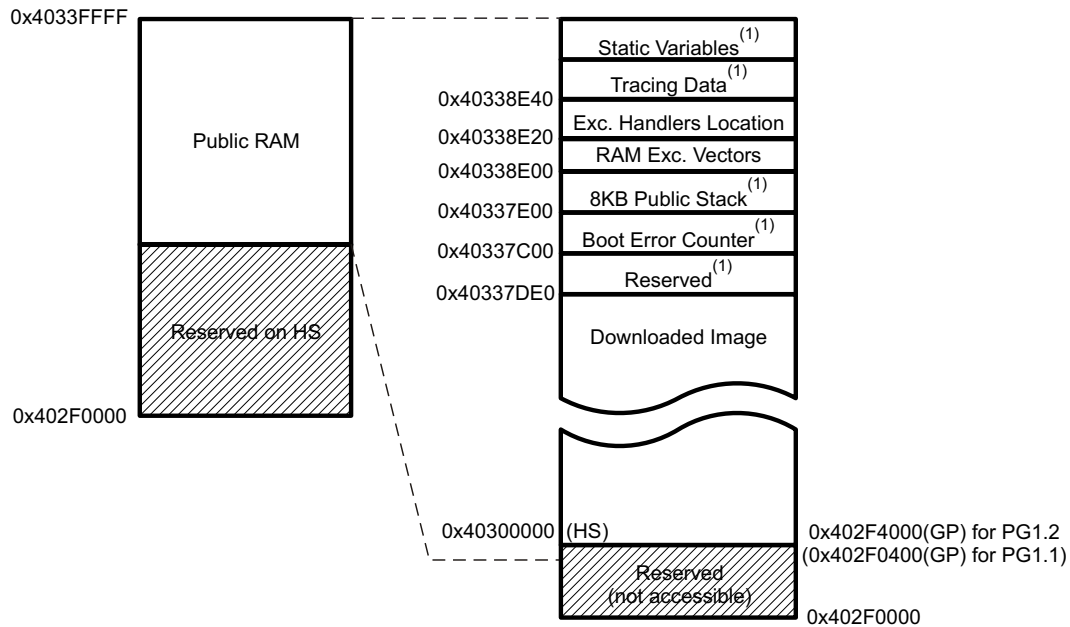 0x4033FFFF
Public RAM
Reserved on HS
0x402F0000
Static Variables(1)
Tracing Data(1)
0x40338E40
Exc. Handlers Location
0x40338E20
RAM Exc. Vectors
0x40338E00
8KB Public Stack(1)
0x40337E00
Boot Error Counter(1)
0x40337C00
Reserved(1)
0x40337DE0
Downloaded Image
0x40300000 (HS)
0x402F4000(GP) for PG1.2
(0x402F0400(GP) for PG1.1)
Reserved
(not accessible)
0x402F0000